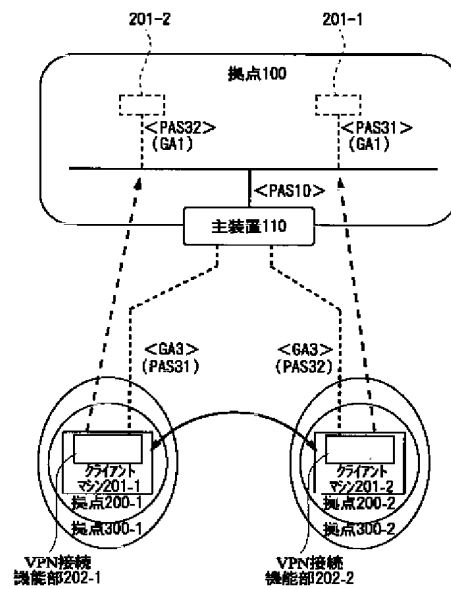 201-2
201-1
拠点100
<PAS32>
(GA1)
<PAS31>
(GA1)
<PAS10>
主装置110
<GA3>
(PAS31)
<GA3>
(PAS32)
クライアント
マシン201-1
拠点200-1
拠点300-1
クライアント
マシン201-2
拠点200-2
拠点300-2
VPN接続
機能部202-1
VPN接続
機能部202-2